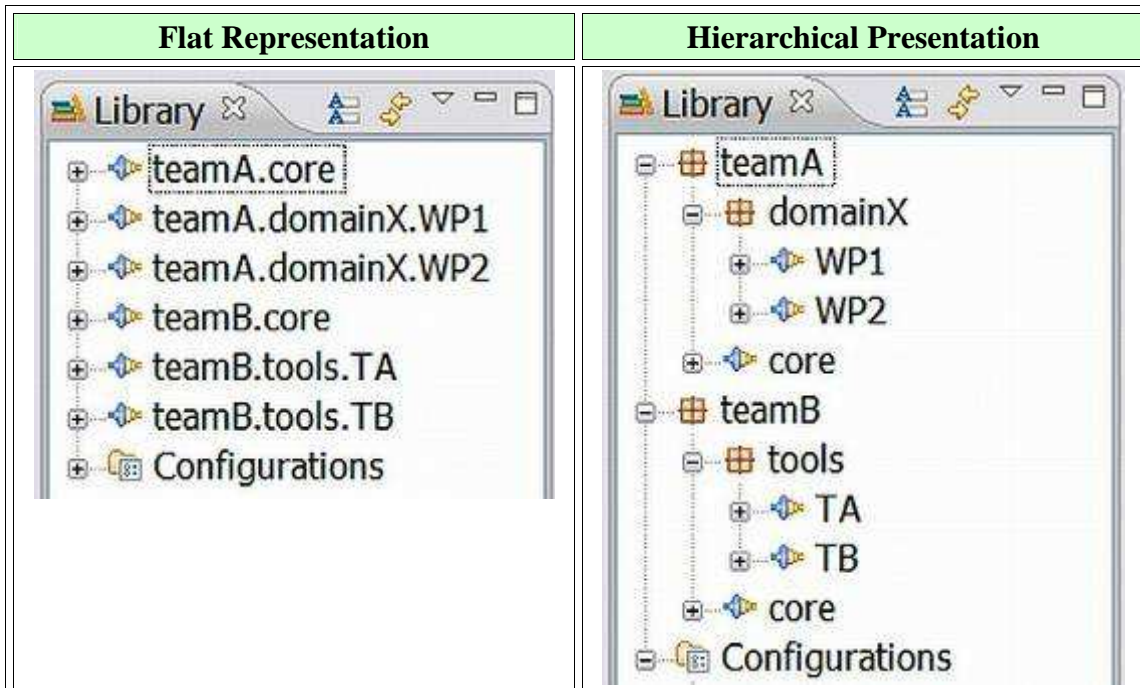 Flat Representation
Hierarchical Presentation
Library
teamA.core
teamA.domainX.WP1
teamA.domainX.WP2
teamB.core
teamB.tools.TA
teamB.tools.TB
Configurations
Library
teamA
domainX
WP1
WP2
core
teamB
tools
TA
TB
core
Configurations